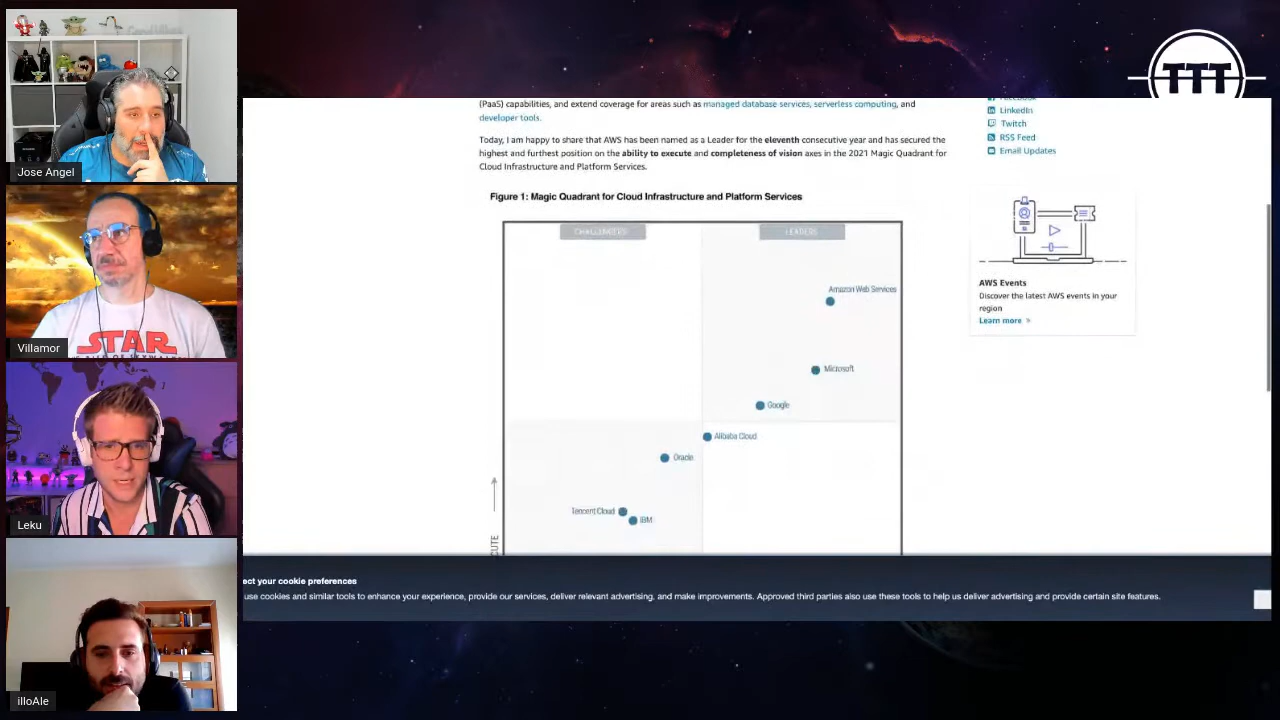 Jose Angel
Villamor
STAR
Leku
illoAle
TTT
(PaaS) capabilities, and extend coverage for areas such as managed database services, serverless computing, and
developer tools.
Today, I am happy to share that AWS has been named as a Leader for the eleventh consecutive year and has secured the
highest and furthest position on the ability to execute and completeness of vision axes in the 2021 Magic Quadrant for
Cloud Infrastructure and Platform Services.
Figure 1: Magic Quadrant for Cloud Infrastructure and Platform Services
CHALLENGERS
LEADERS
Amazon Web Services
Microsoft
Google
Alibaba Cloud
Oracle
Tencent Cloud
IBM
CUTE
Facebook
LinkedIn
Twitch
RSS Feed
Email Updates
AWS Events
Discover the latest AWS events in your
region
Learn more »
ect your cookie preferences
use cookies and similar tools to enhance your experience, provide our services, deliver relevant advertising, and make improvements. Approved third parties also use these tools to help us deliver advertising and provide certain site features.